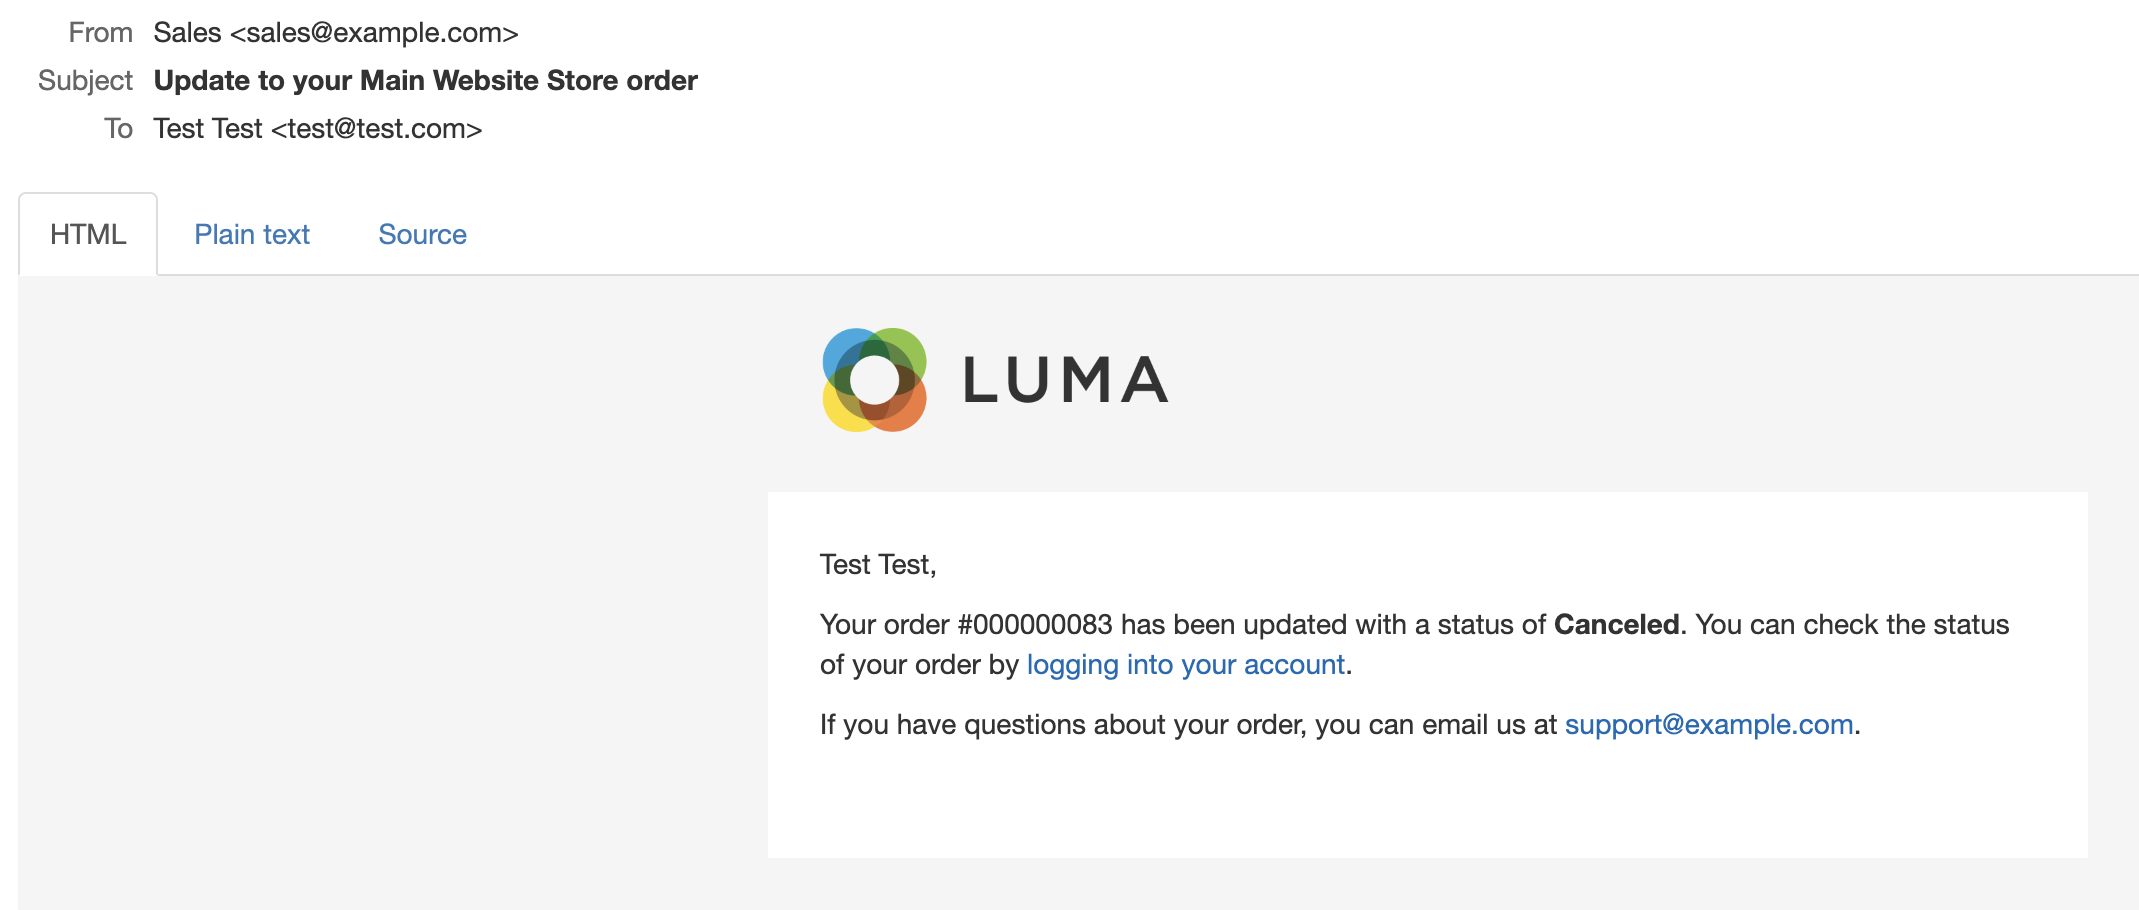 From Sales <sales@example.com>
Subject Update to your Main Website Store order
To Test Test <test@test.com>
HTML Plain text Source
LUMA
Test Test,
Your order #000000083 has been updated with a status of Canceled. You can check the status
of your order by logging into your account.
If you have questions about your order, you can email us at support@example.com.